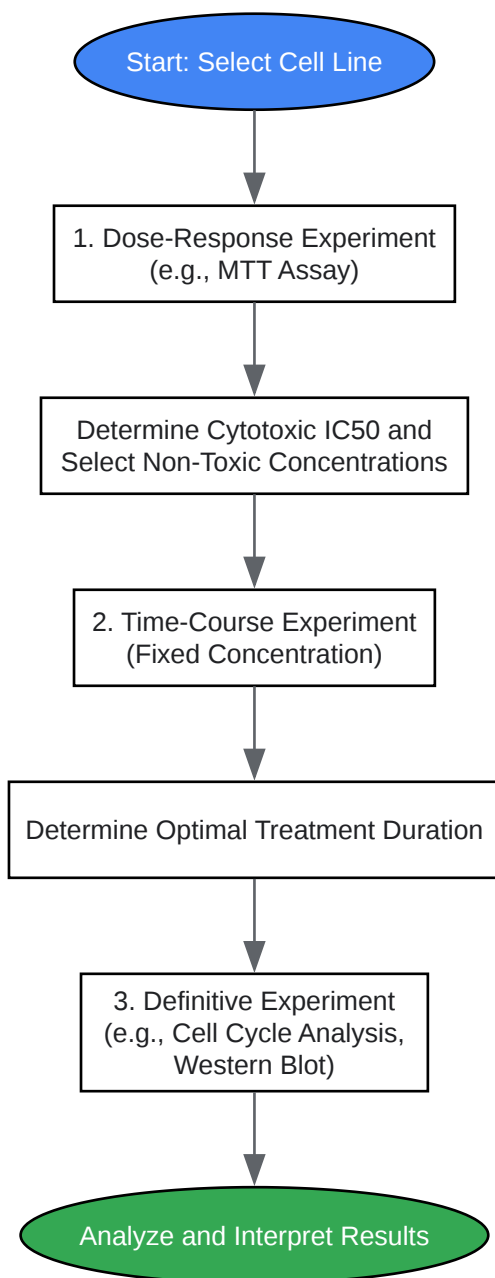 Start: Select Cell Line
1. Dose-Response Experiment
(e.g., MTT Assay)
Determine Cytotoxic IC50 and
Select Non-Toxic Concentrations
2. Time-Course Experiment
(Fixed Concentration)
Determine Optimal Treatment Duration
3. Definitive Experiment
(e.g., Cell Cycle Analysis,
Western Blot)
Analyze and Interpret Results